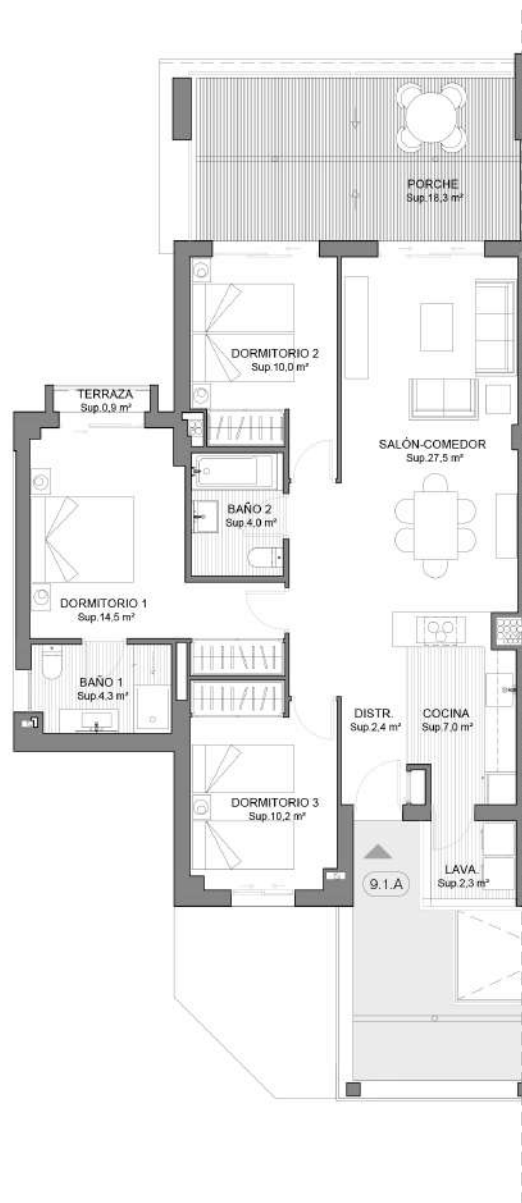 PORCHE
Sup.18,3 m²
DORMITORIO 2
Sup.10,0 m²
TERRAZA
Sup.0,9 m²
SALÓN-COMEDOR
Sup.27,5 m²
BAÑO 2
Sup.4,0 m²
DORMITORIO 1
Sup.14,5 m²
BAÑO 1
Sup.4,3 m²
DISTR.
Sup.2,4 m²
COCINA
Sup.7,0 m²
DORMITORIO 3
Sup.10,2 m²
LAVA.
Sup.2,3 m²
9.1.A